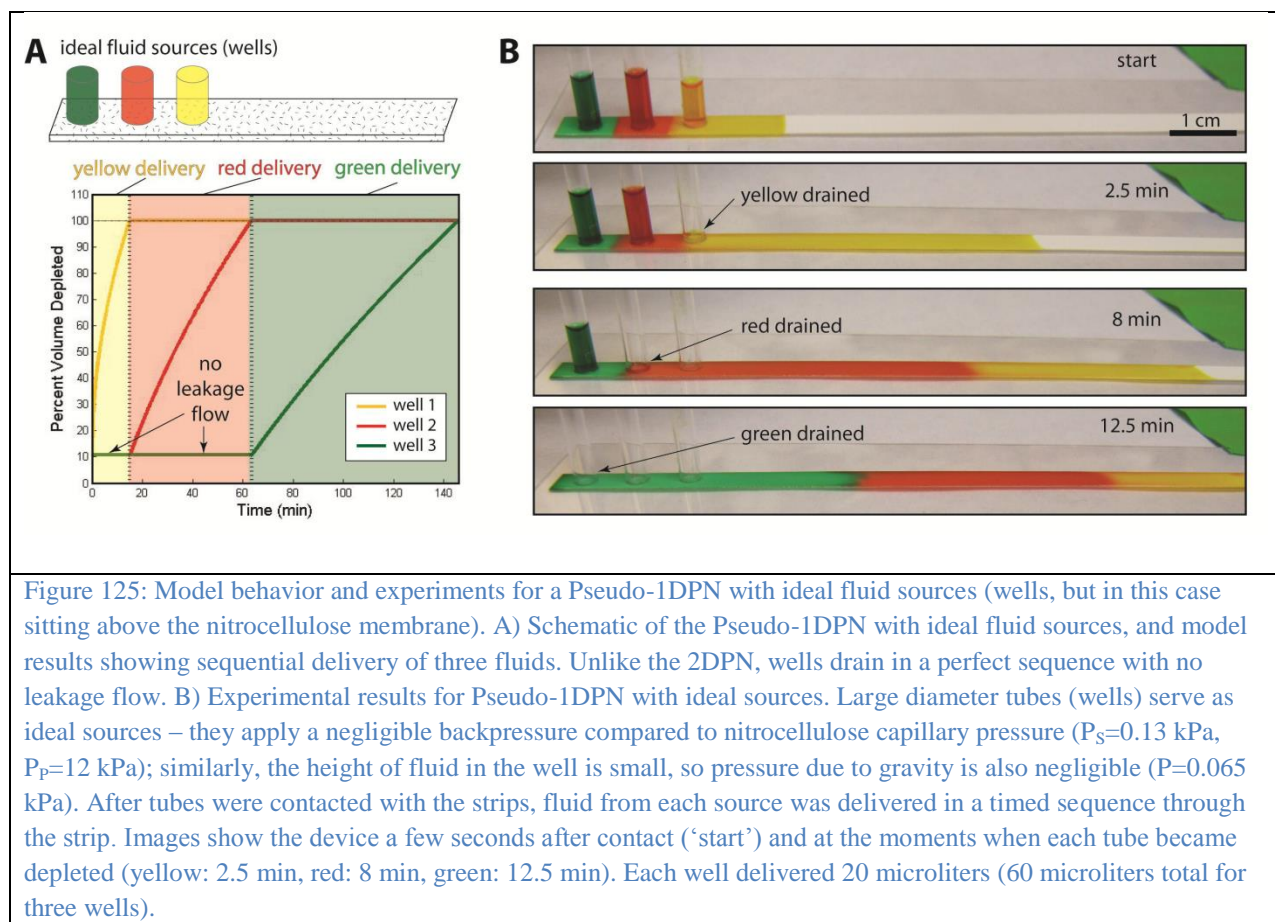 A
ideal fluid sources (wells)
yellow delivery
red delivery
green delivery
Percent Volume Depleted
110
100
90
80
70
60
50
40
30
20
10
0
no
leakage
flow
well 1
well 2
well 3
0
20
40
60
80
100
120
140
Time (min)
B
start
1 cm
2.5 min
yellow drained
8 min
red drained
12.5 min
green drained
Figure 125: Model behavior and experiments for a Pseudo-1DPN with ideal fluid sources (wells, but in this case
sitting above the nitrocellulose membrane). A) Schematic of the Pseudo-1DPN with ideal fluid sources, and model
results showing sequential delivery of three fluids. Unlike the 2DPN, wells drain in a perfect sequence with no
leakage flow. B) Experimental results for Pseudo-1DPN with ideal sources. Large diameter tubes (wells) serve as
ideal sources – they apply a negligible backpressure compared to nitrocellulose capillary pressure (PS=0.13 kPa,
PP=12 kPa); similarly, the height of fluid in the well is small, so pressure due to gravity is also negligible (P=0.065
kPa). After tubes were contacted with the strips, fluid from each source was delivered in a timed sequence through
the strip. Images show the device a few seconds after contact (‘start’) and at the moments when each tube became
depleted (yellow: 2.5 min, red: 8 min, green: 12.5 min). Each well delivered 20 microliters (60 microliters total for
three wells).